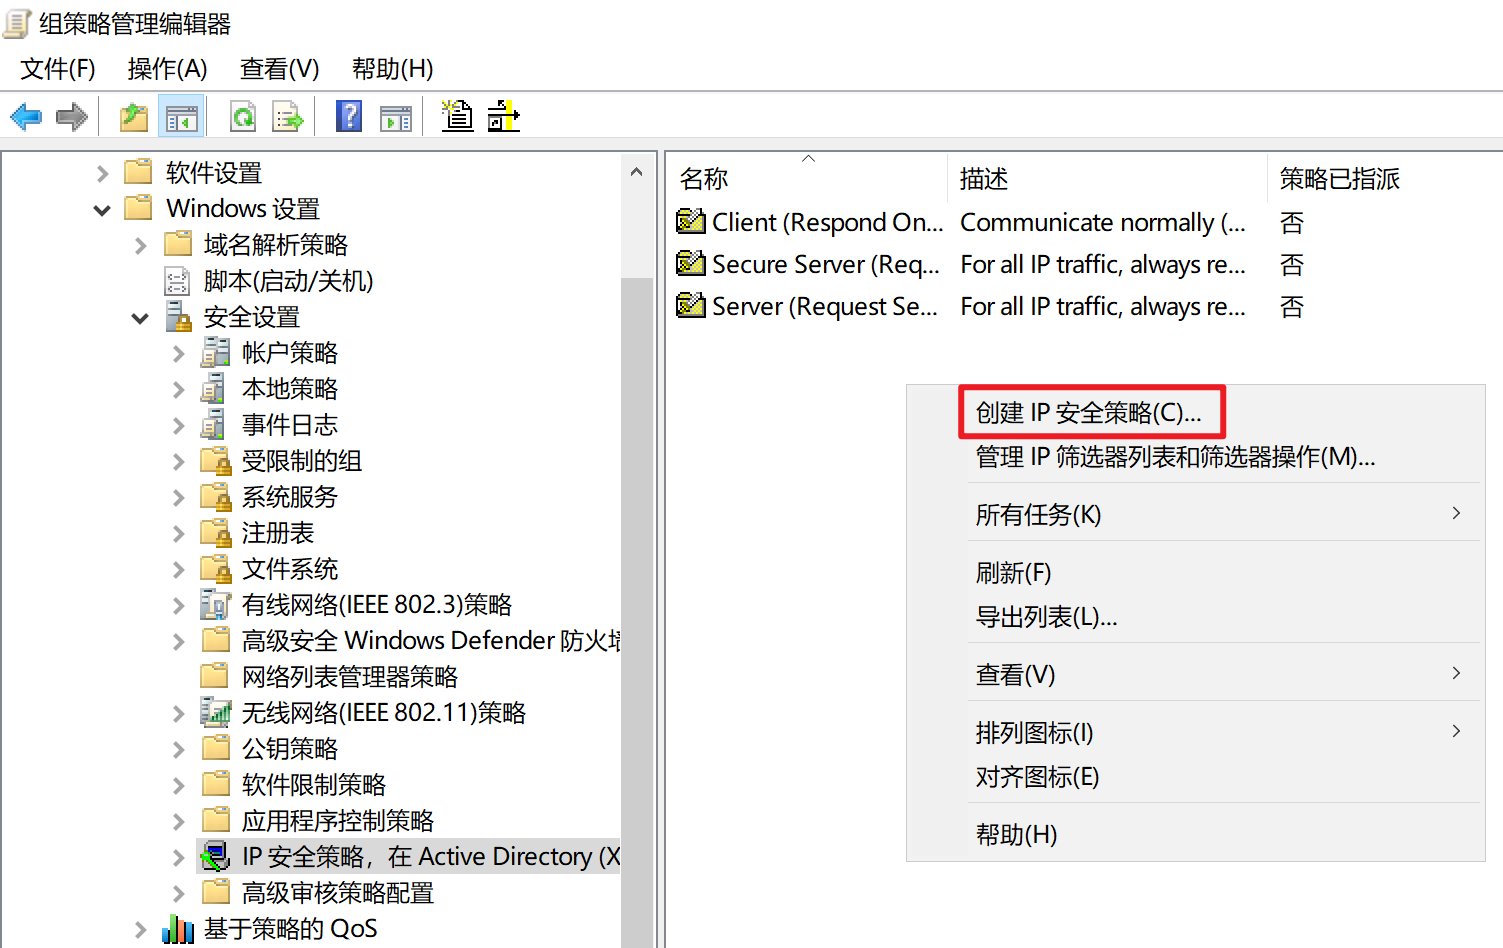 组策略管理编辑器
文件(F) 操作(A) 查看(V) 帮助(H)
软件设置
Windows 设置
域名解析策略
脚本(启动/关机)
安全设置
帐户策略
本地策略
事件日志
受限制的组
系统服务
注册表
文件系统
有线网络(IEEE 802.3)策略
高级安全 Windows Defender 防火墙
网络列表管理器策略
无线网络(IEEE 802.11)策略
公钥策略
软件限制策略
应用程序控制策略
IP 安全策略，在 Active Directory (X
高级审核策略配置
基于策略的 QoS
名称 描述 策略已指派
Client (Respond On... Communicate normally (... 否
Secure Server (Req... For all IP traffic, always re... 否
Server (Request Se... For all IP traffic, always re... 否
创建 IP 安全策略(C)...
管理 IP 筛选器列表和筛选器操作(M)...
所有任务(K)
刷新(F)
导出列表(L)...
查看(V)
排列图标(I)
对齐图标(E)
帮助(H)